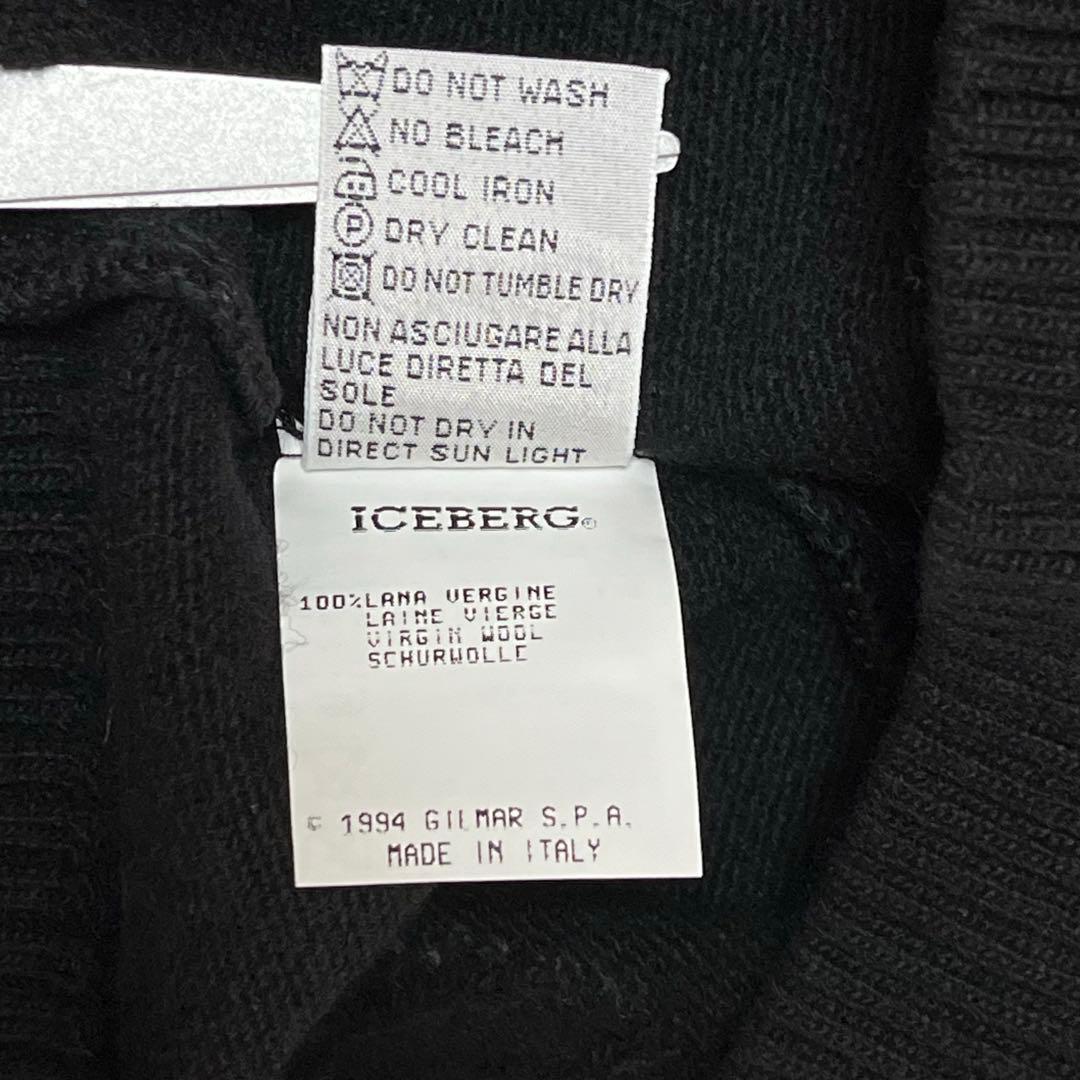 DO NOT WASH
NO BLEACH
COOL IRON
P DRY CLEAN
DO NOT TUMBLE DRY
NON ASCIUGARE ALLA
LUCE DIRETTA DEL
SOLE
DO NOT DRY IN
DIRECT SUN LIGHT
ICEBERG®
100% LANA VERGINE
LAINE VIERGE
VIRGIN WOOL
SCHURWOLLE
© 1994 GILMAR S.P.A.
MADE IN ITALY